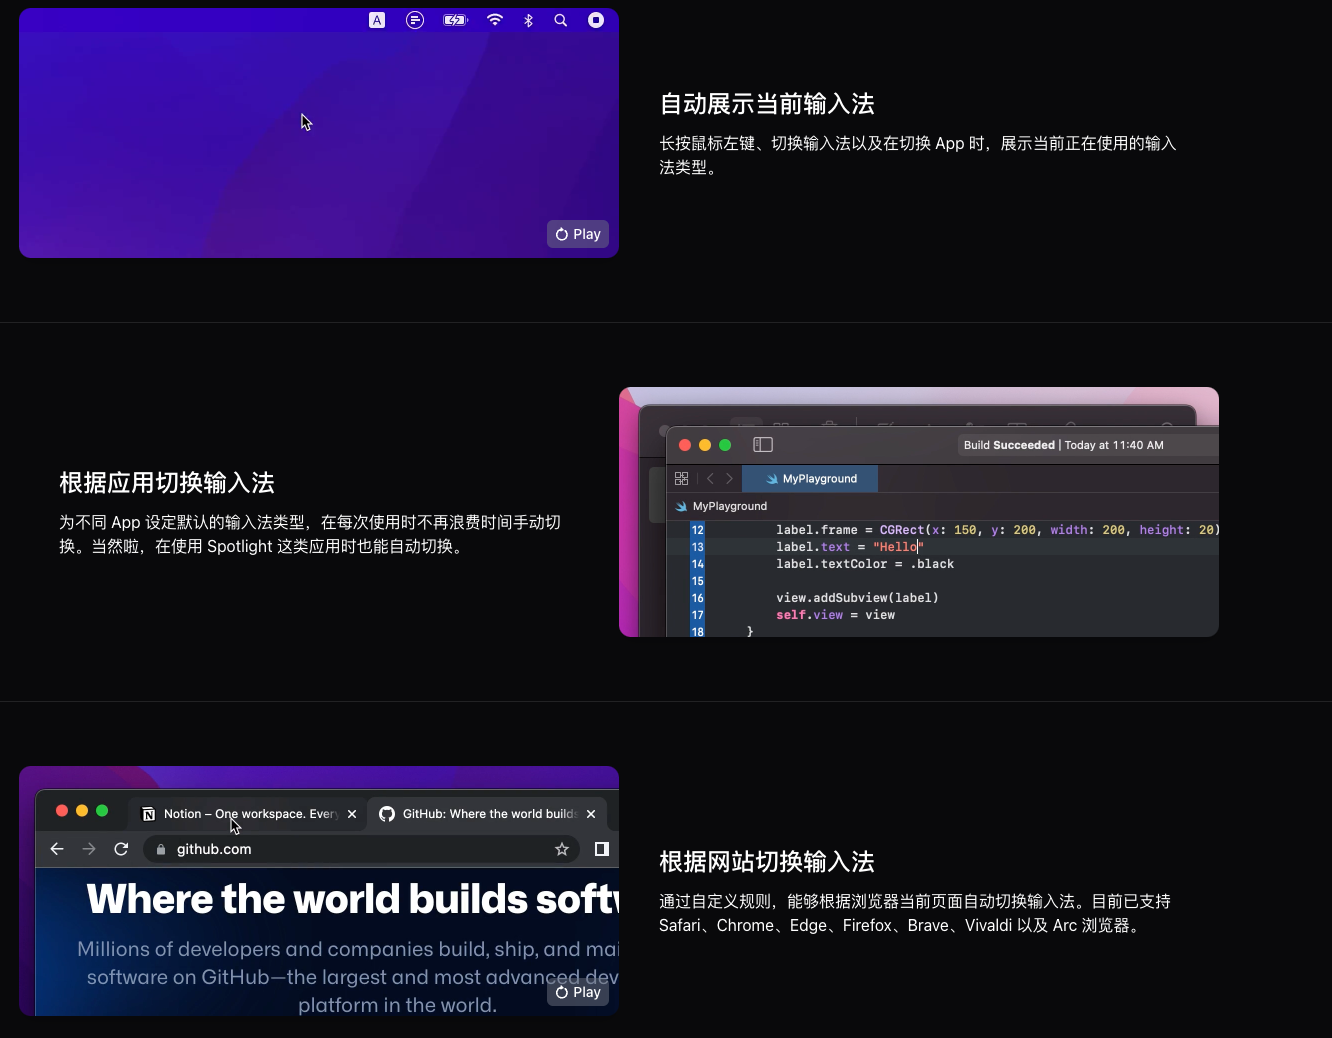 A
Play
自动展示当前输入法
长按鼠标左键、切换输入法以及在切换 App 时，展示当前正在使用的输入
法类型。
根据应用切换输入法
为不同 App 设定默认的输入法类型，在每次使用时不再浪费时间手动切
换。当然啦，在使用 Spotlight 这类应用时也能自动切换。
Build Succeeded | Today at 11:40 AM
MyPlayground
MyPlayground
12 label.frame = CGRect(x: 150, y: 200, width: 200, height: 20)
13 label.text = "Hello"
14 label.textColor = .black
15
16 view.addSubview(label)
17 self.view = view
18 }
Notion – One workspace. Every
GitHub: Where the world builds
github.com
Where the world builds softw
Millions of developers and companies build, ship, and mai
software on GitHub—the largest and most advanced dev
platform in the world.
Play
根据网站切换输入法
通过自定义规则，能够根据浏览器当前页面自动切换输入法。目前已支持
Safari、Chrome、Edge、Firefox、Brave、Vivaldi 以及 Arc 浏览器。